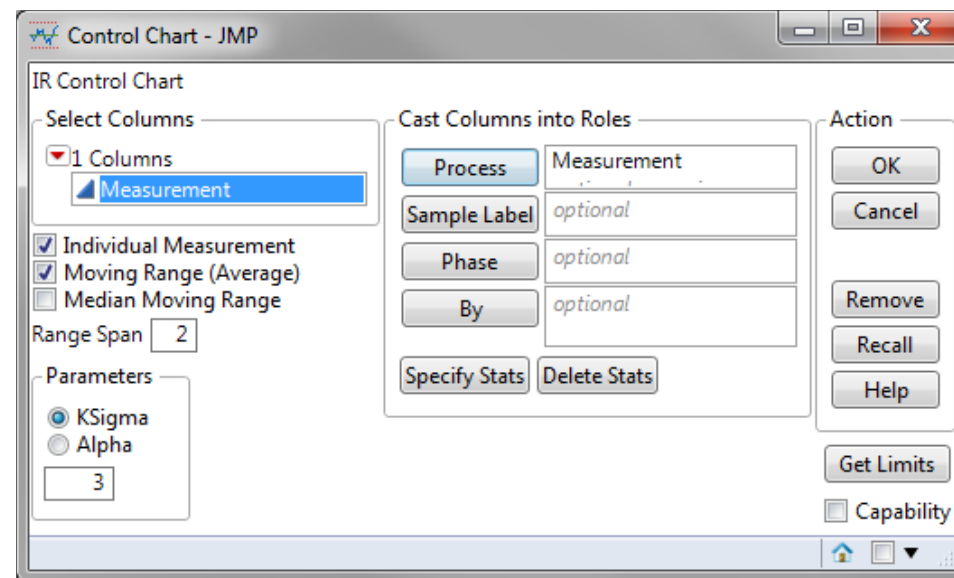 Control Chart - JMP
IR Control Chart
Select Columns
1 Columns
Measurement
Individual Measurement
Moving Range (Average)
Median Moving Range
Range Span 2
Parameters
KSigma
Alpha
3
Cast Columns into Roles
Process Measurement
Sample Label optional
Phase optional
By optional
Specify Stats Delete Stats
Action
OK
Cancel
Remove
Recall
Help
Get Limits
Capability